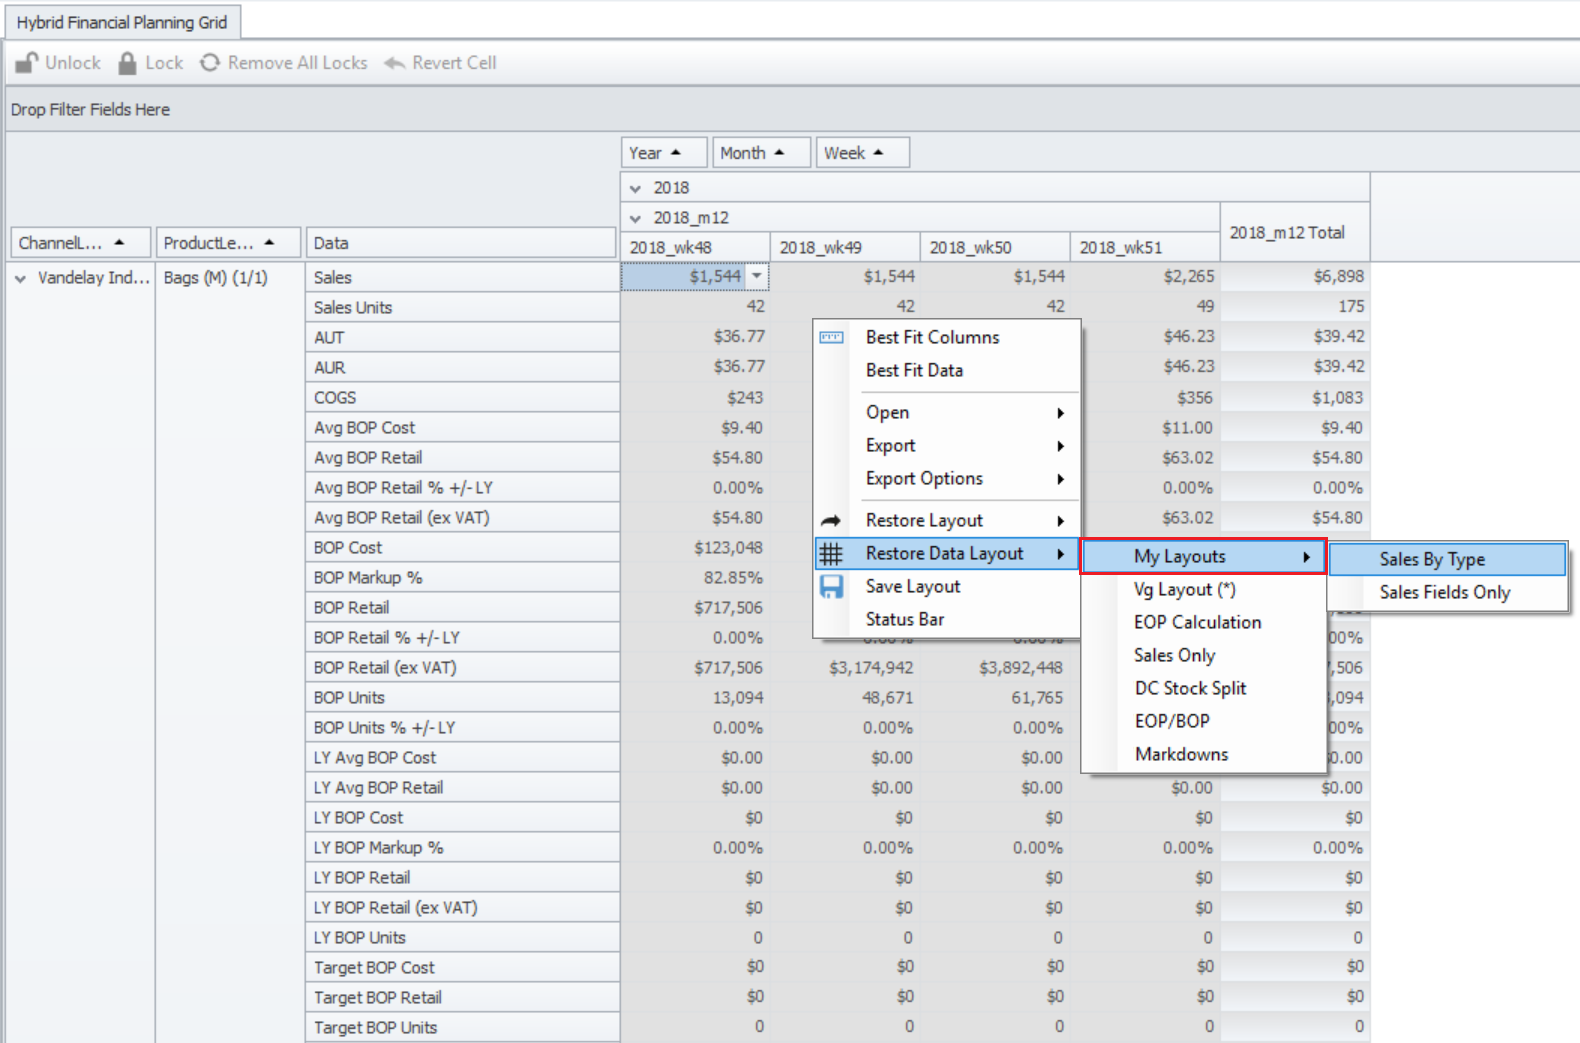 Hybrid Financial Planning Grid
Unlock Lock Remove All Locks Revert Cell
Drop Filter Fields Here
Year Month Week
2018
2018_m12
2018_m12 Total
ChannelL... ProductLe... Data 2018_wk48 2018_wk49 2018_wk50 2018_wk51
Vandelay Ind... Bags (M) (1/1) Sales $1,544 $1,544 $1,544 $2,265 $6,898
Sales Units 42 42 42 49 175
AUT $36.77 $46.23 $39.42
AUR $36.77 $46.23 $39.42
COGS $243 $356 $1,083
Avg BOP Cost $9.40 $11.00 $9.40
Avg BOP Retail $54.80 $63.02 $54.80
Avg BOP Retail % +/- LY 0.00% 0.00% 0.00%
Avg BOP Retail (ex VAT) $54.80 $63.02 $54.80
BOP Cost $123,048
BOP Markup % 82.85%
BOP Retail $717,506
BOP Retail % +/- LY 0.00% 00%
BOP Retail (ex VAT) $717,506 $3,174,942 $3,892,448 ,506
BOP Units 13,094 48,671 61,765 ,094
BOP Units % +/- LY 0.00% 0.00% 0.00% 00%
LY Avg BOP Cost $0.00 $0.00 $0.00 0.00
LY Avg BOP Retail $0.00 $0.00 $0.00 $0.00 $0.00
LY BOP Cost $0 $0 $0 $0 $0
LY BOP Markup % 0.00% 0.00% 0.00% 0.00% 0.00%
LY BOP Retail $0 $0 $0 $0 $0
LY BOP Retail (ex VAT) $0 $0 $0 $0 $0
LY BOP Units 0 0 0 0 0
Target BOP Cost $0 $0 $0 $0 $0
Target BOP Retail $0 $0 $0 $0 $0
Target BOP Units 0 0 0 0 0
Best Fit Columns
Best Fit Data
Open
Export
Export Options
Restore Layout
Restore Data Layout
Save Layout
Status Bar
My Layouts
Vg Layout (*)
EOP Calculation
Sales Only
DC Stock Split
EOP/BOP
Markdowns
Sales By Type
Sales Fields Only